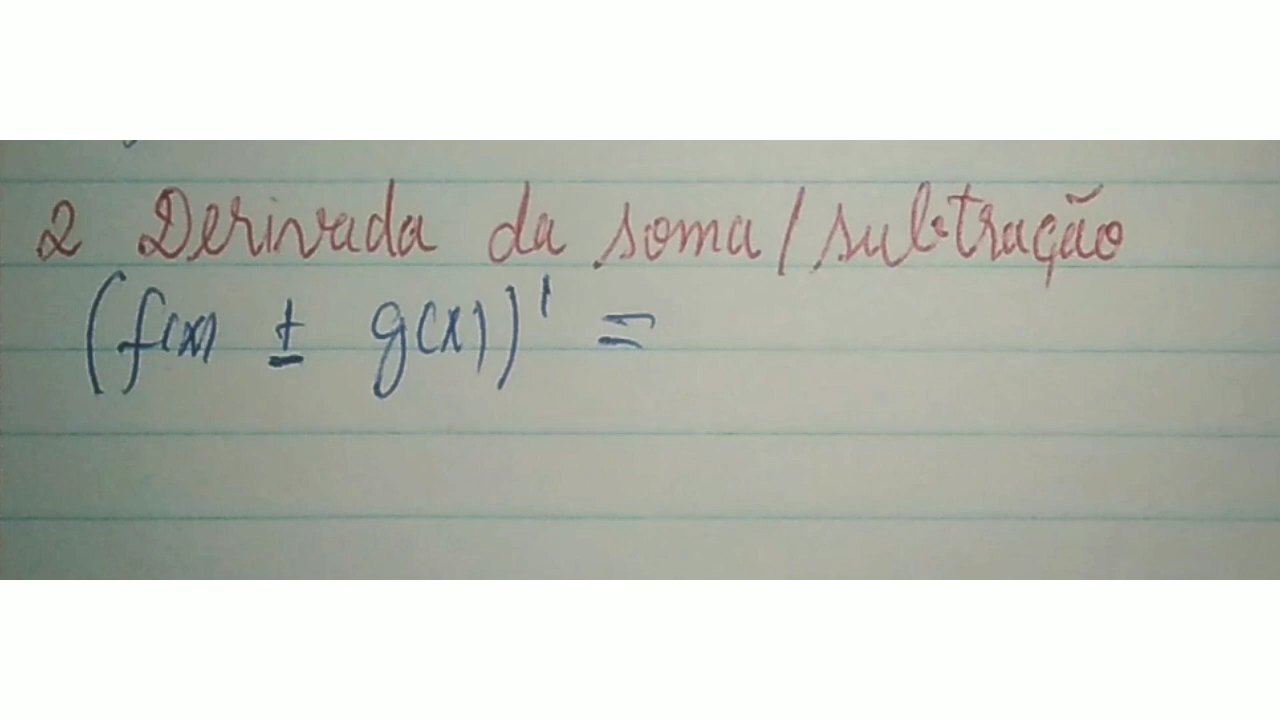 2 Derivada da soma/subtração
(f(x) ± g(x))' =